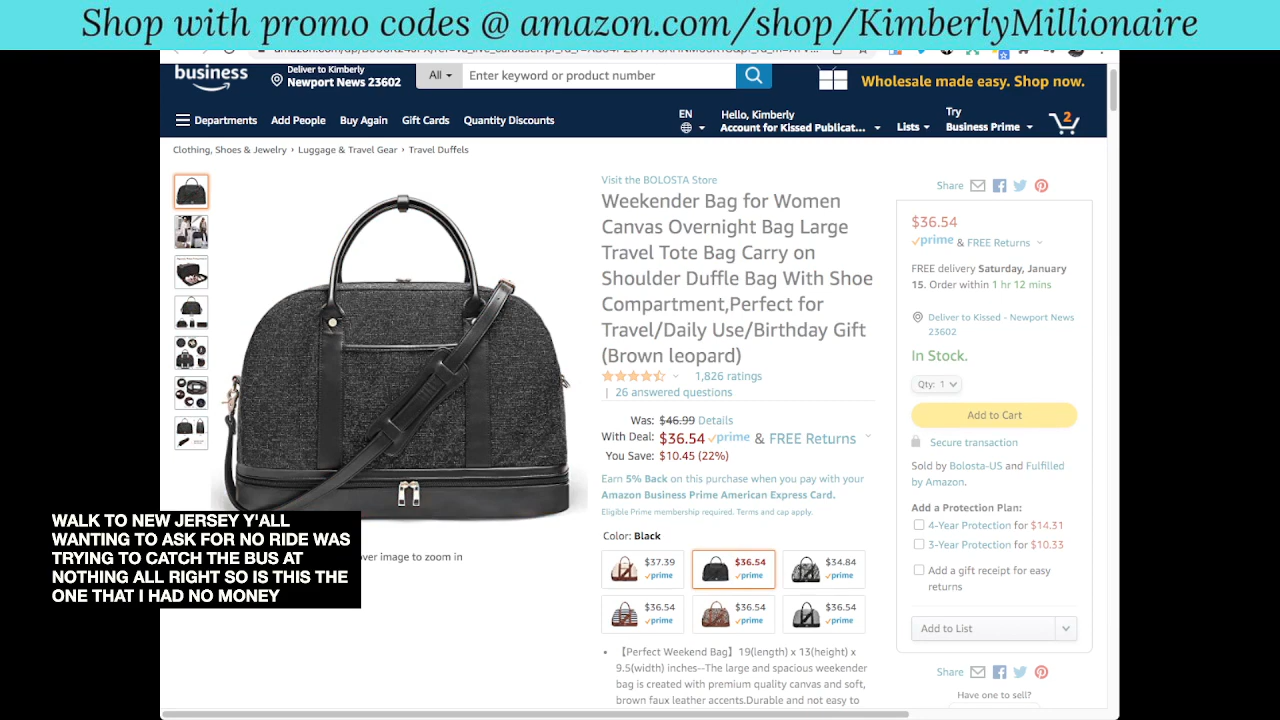 Shop with promo codes @ amazon.com/shop/KimberlyMillionaire
business
Deliver to Kimberly
Newport News 23602
All
Enter keyword or product number
Wholesale made easy. Shop now.
Departments
Add People
Buy Again
Gift Cards
Quantity Discounts
EN
Hello, Kimberly
Account for Kissed Publicat...
Lists
Try
Business Prime
2
Clothing, Shoes & Jewelry › Luggage & Travel Gear › Travel Duffels
Visit the BOLOSTA Store
Weekender Bag for Women
Canvas Overnight Bag Large
Travel Tote Bag Carry on
Shoulder Duffle Bag With Shoe
Compartment,Perfect for
Travel/Daily Use/Birthday Gift
(Brown leopard)
1,826 ratings
| 26 answered questions
Was: $46.99 Details
With Deal: $36.54 prime & FREE Returns
You Save: $10.45 (22%)
Earn 5% Back on this purchase when you pay with your
Amazon Business Prime American Express Card.
Eligible Prime membership required. Terms and cap apply.
Color: Black
$37.39
prime
$36.54
prime
$34.84
prime
$36.54
prime
$36.54
prime
$36.54
prime
• 【Perfect Weekend Bag】19(length) x 13(height) x
9.5(width) inches--The large and spacious weekender
bag is created with premium quality canvas and soft,
brown faux leather accents.Durable and not easy to
Share
$36.54
prime & FREE Returns
FREE delivery Saturday, January
15. Order within 1 hr 12 mins
Deliver to Kissed - Newport News
23602
In Stock.
Qty: 1
Add to Cart
Secure transaction
Sold by Bolosta-US and Fulfilled
by Amazon.
Add a Protection Plan:
4-Year Protection for $14.31
3-Year Protection for $10.33
Add a gift receipt for easy
returns
Add to List
Share
Have one to sell?
over image to zoom in
WALK TO NEW JERSEY Y'ALL
WANTING TO ASK FOR NO RIDE WAS
TRYING TO CATCH THE BUS AT
NOTHING ALL RIGHT SO IS THIS THE
ONE THAT I HAD NO MONEY